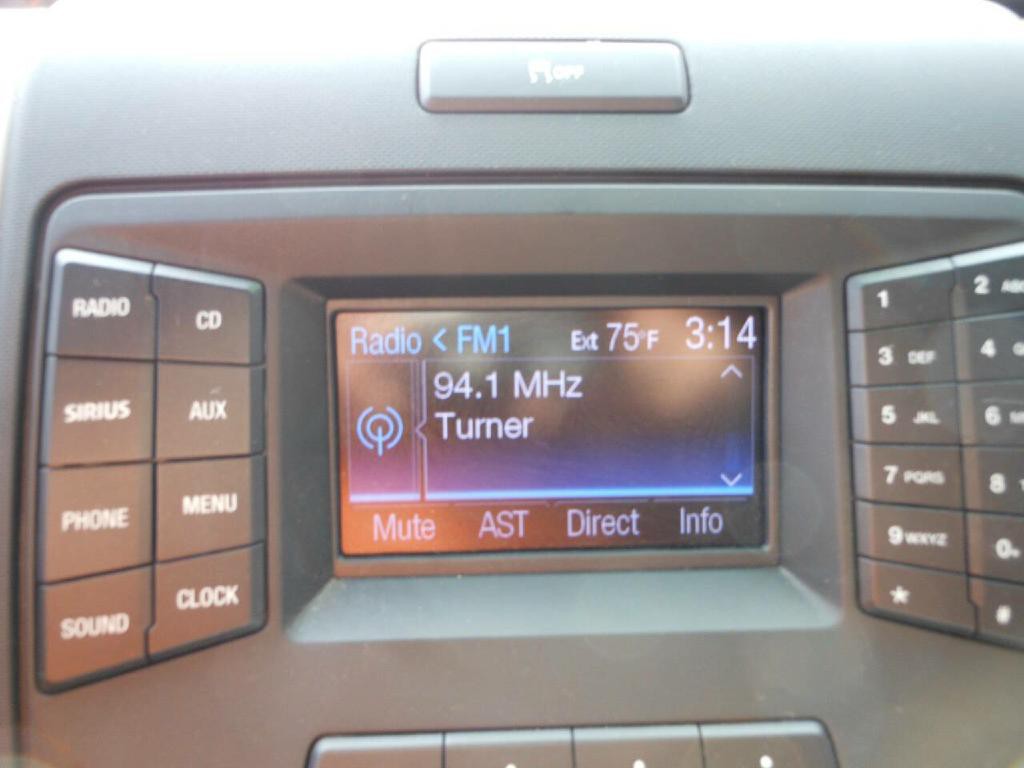 OFF
RADIO CD
SIRIUS AUX
PHONE MENU
SOUND CLOCK
Radio < FM1 Ext 75°F 3:14
94.1 MHz
Turner
Mute AST Direct Info
1 2
3 DEF 4
5 JKL 6
7 PQRS 8
9 WXYZ 0
* #